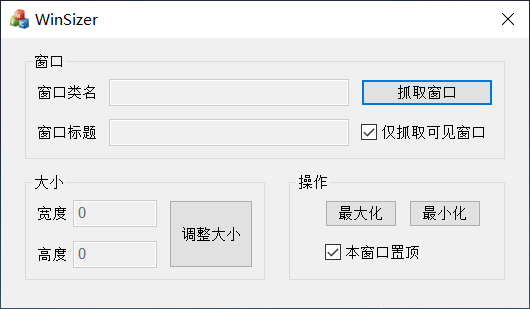 WinSizer
窗口
窗口类名 抓取窗口
窗口标题 仅抓取可见窗口
大小
宽度 0
高度 0
调整大小
操作
最大化 最小化
本窗口置顶